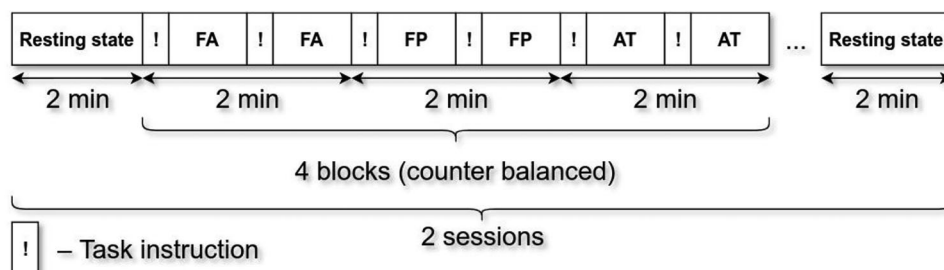 Resting state ! FA ! FA ! FP ! FP ! AT ! AT ... Resting state
2 min 2 min 2 min 2 min 2 min
4 blocks (counter balanced)
2 sessions
! – Task instruction